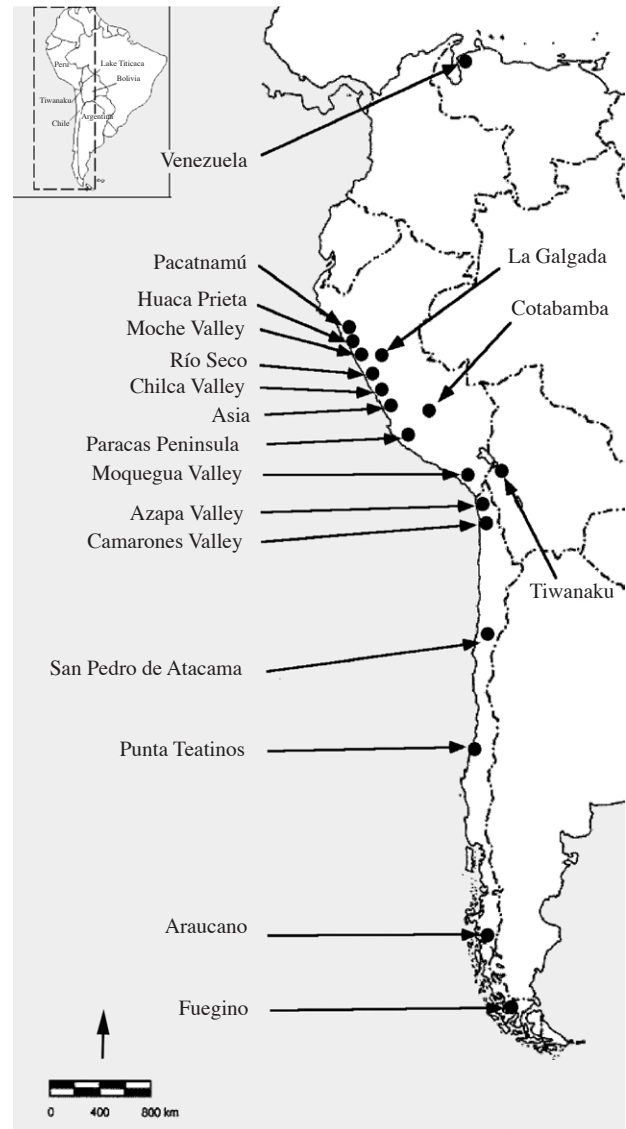 Peru
Lake Titicaca
Bolivia
Tiwanaku
Argentina
Chile
Venezuela
Pacatnamú
La Galgada
Huaca Prieta
Cotabamba
Moche Valley
Río Seco
Chilca Valley
Asia
Paracas Peninsula
Moquegua Valley
Azapa Valley
Camarones Valley
Tiwanaku
San Pedro de Atacama
Punta Teatinos
Araucano
Fuegino
0 400 800 km